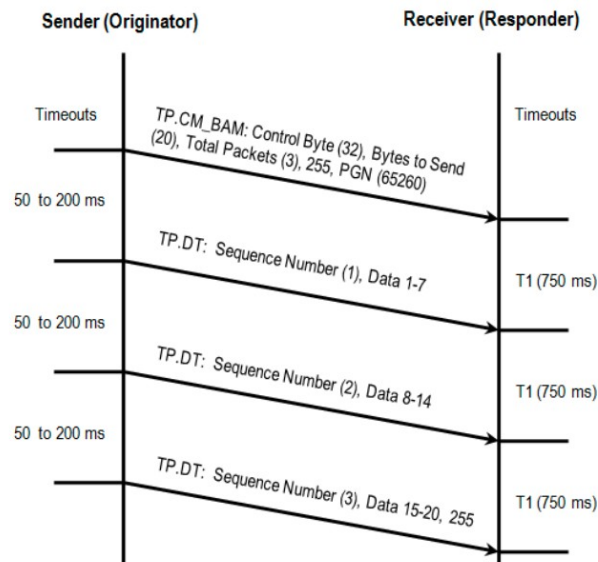 Sender (Originator)
Receiver (Responder)
Timeouts
Timeouts
TP.CM_BAM: Control Byte (32), Bytes to Send
(20), Total Packets (3), 255, PGN (65260)
50 to 200 ms
TP.DT: Sequence Number (1), Data 1-7
T1 (750 ms)
50 to 200 ms
TP.DT: Sequence Number (2), Data 8-14
T1 (750 ms)
50 to 200 ms
TP.DT: Sequence Number (3), Data 15-20, 255
T1 (750 ms)